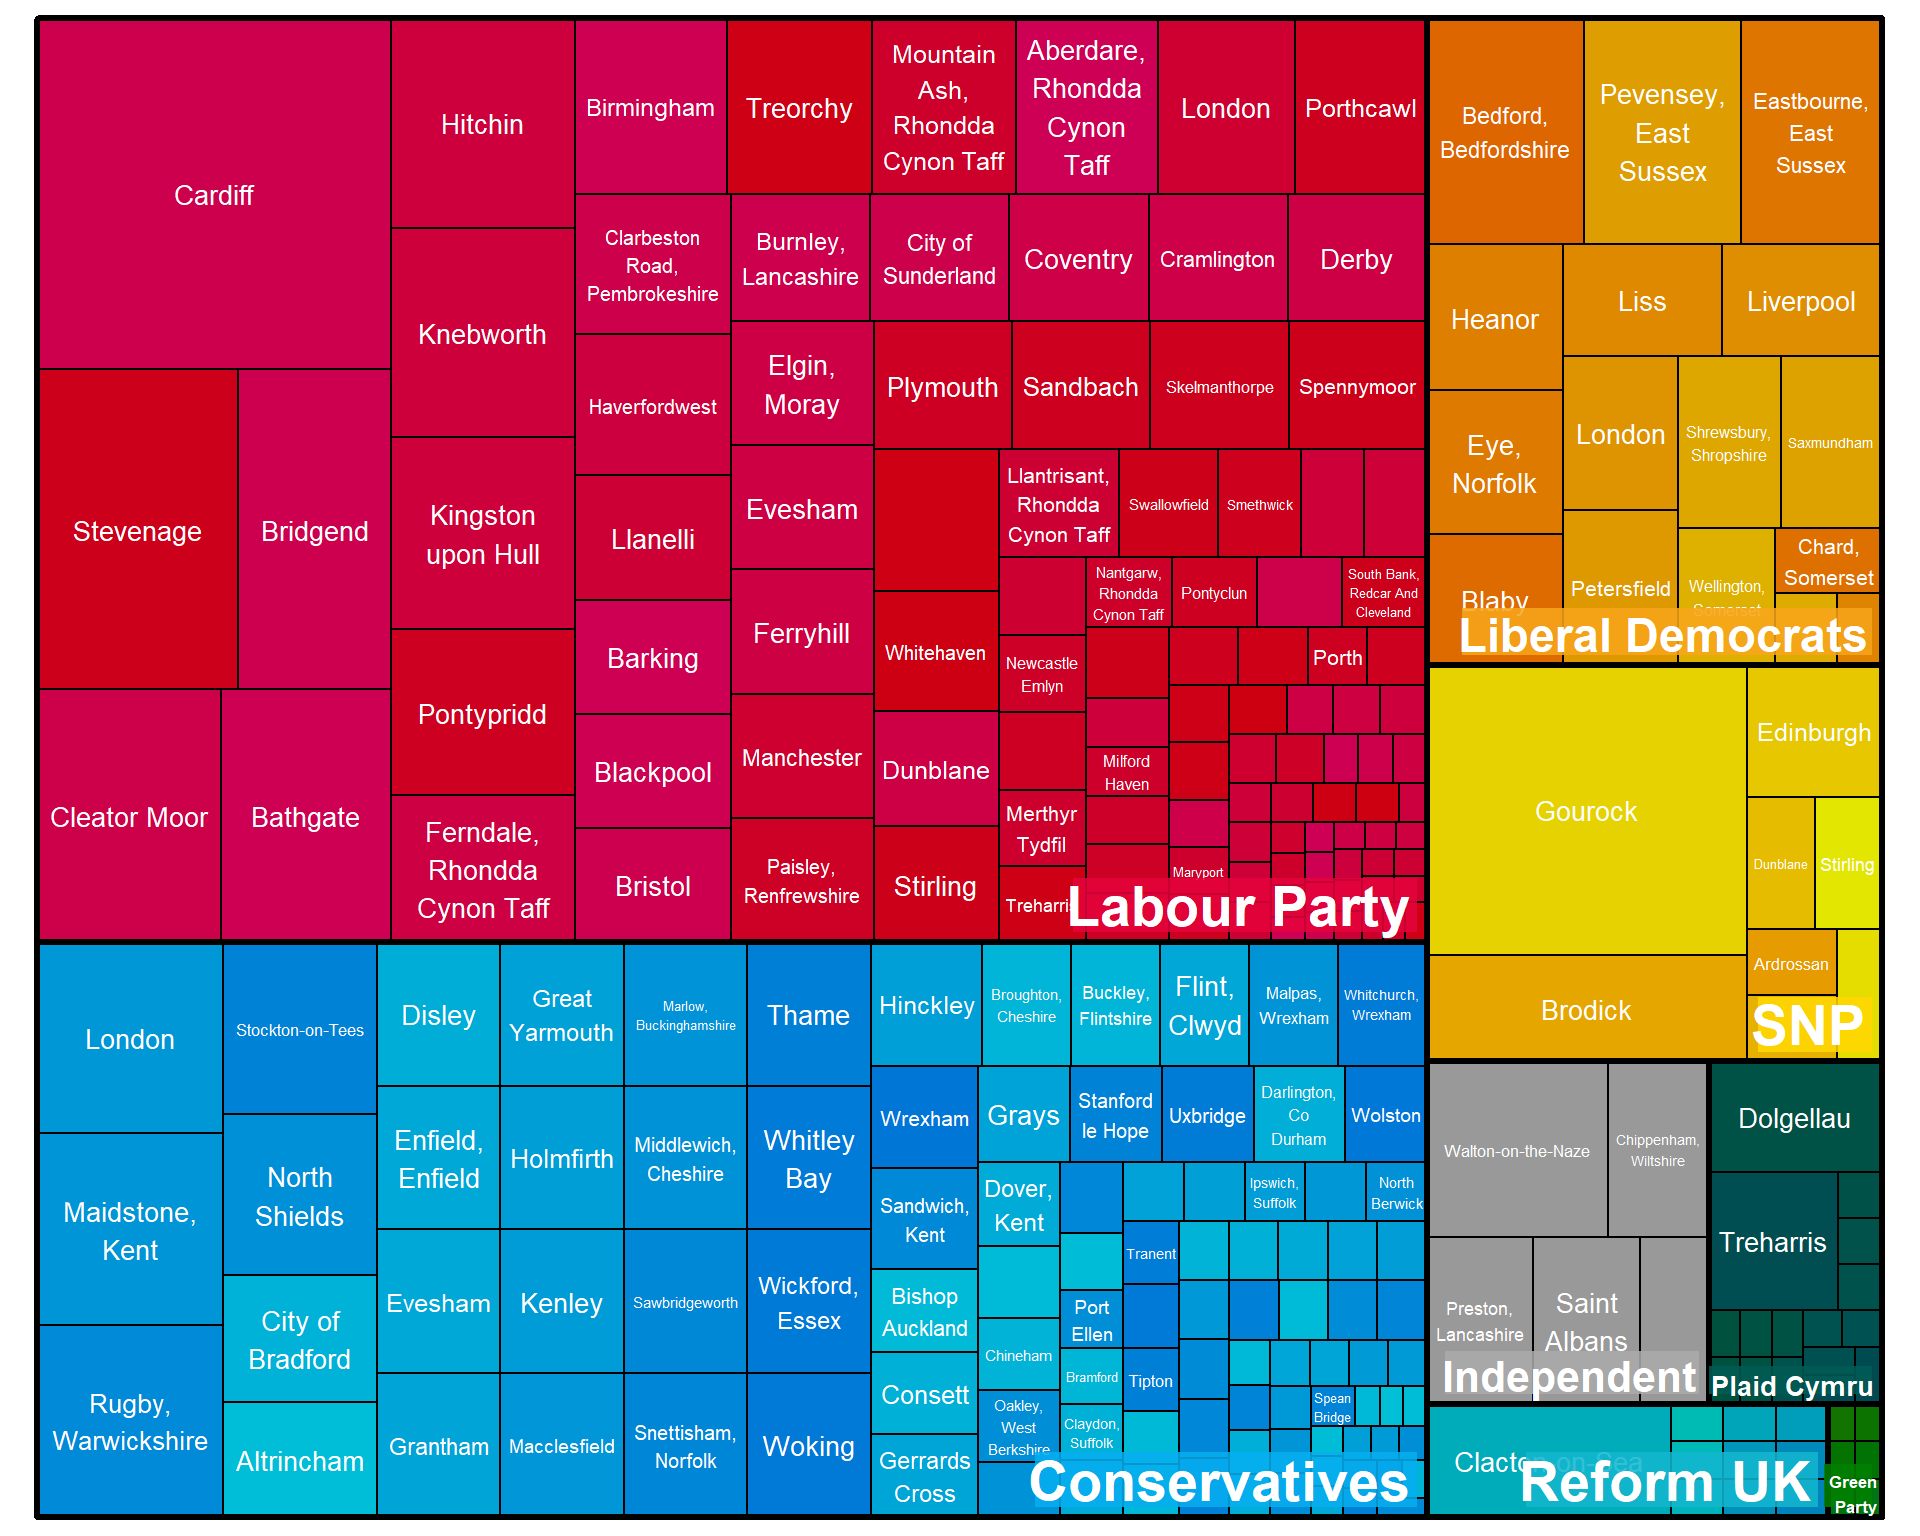 Cardiff
Stevenage
Bridgend
Cleator Moor
Bathgate
Hitchin
Knebworth
Kingston
upon Hull
Pontypridd
Ferndale,
Rhondda
Cynon Taff
Birmingham
Treorchy
Mountain
Ash,
Rhondda
Cynon Taff
Aberdare,
Rhondda
Cynon
Taff
London
Porthcawl
Clarbeston
Road,
Pembrokeshire
Haverfordwest
Llanelli
Barking
Blackpool
Bristol
Burnley,
Lancashire
City of
Sunderland
Coventry
Cramlington
Derby
Elgin,
Moray
Evesham
Ferryhill
Manchester
Paisley,
Renfrewshire
Plymouth
Sandbach
Skelmanthorpe
Spennymoor
Whitehaven
Dunblane
Stirling
Llantrisant,
Rhondda
Cynon Taff
Swallowfield
Smethwick
Newcastle
Emlyn
Merthyr
Tydfil
Treharris
Nantgarw,
Rhondda
Cynon Taff
Pontyclun
South Bank,
Redcar And
Cleveland
Porth
Milford
Haven
Maryport
Labour Party
London
Maidstone,
Kent
Rugby,
Warwickshire
Stockton-on-Tees
North
Shields
City of
Bradford
Altrincham
Disley
Enfield,
Enfield
Evesham
Grantham
Great
Yarmouth
Holmfirth
Kenley
Macclesfield
Marlow,
Buckinghamshire
Middlewich,
Cheshire
Sawbridgeworth
Snettisham,
Norfolk
Thame
Whitley
Bay
Wickford,
Essex
Woking
Hinckley
Broughton,
Cheshire
Buckley,
Flintshire
Flint,
Clwyd
Malpas,
Wrexham
Whitchurch,
Wrexham
Wrexham
Sandwich,
Kent
Bishop
Auckland
Consett
Gerrards
Cross
Grays
Stanford
le Hope
Uxbridge
Darlington,
Co
Durham
Wolston
Dover,
Kent
Chineham
Oakley,
West
Berkshire
Ipswich,
Suffolk
North
Berwick
Tranent
Port
Ellen
Bramford
Tipton
Claydon,
Suffolk
Spean
Bridge
Conservatives
Bedford,
Bedfordshire
Pevensey,
East
Sussex
Eastbourne,
East
Sussex
Heanor
Eye,
Norfolk
Blaby
Liss
Liverpool
London
Petersfield
Shrewsbury,
Shropshire
Saxmundham
Wellington,
Somerset
Chard,
Somerset
Liberal Democrats
Gourock
Brodick
Edinburgh
Dunblane
Stirling
Ardrossan
SNP
Walton-on-the-Naze
Chippenham,
Wiltshire
Preston,
Lancashire
Saint
Albans
Independent
Dolgellau
Treharris
Plaid Cymru
Clacton-on-Sea
Reform UK
Green
Party